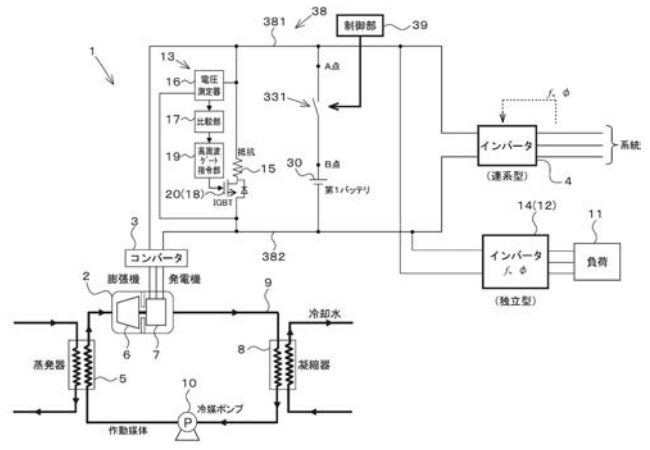 381
38
制御部
39
1
13
16
電圧
測定器
A点
331
f、φ
17
比較部
インバータ
系統
19
高周波
ゲート
指令部
抵抗
15
B点
30
第1バッテリ
(連系型)
4
20(18)
IGBT
3
コンバータ
382
14(12)
11
インバータ
f、φ
負荷
(独立型)
膨張機
発電機
2
9
冷却水
6
7
8
蒸発器
5
凝縮器
10
冷媒ポンプ
P
作動媒体